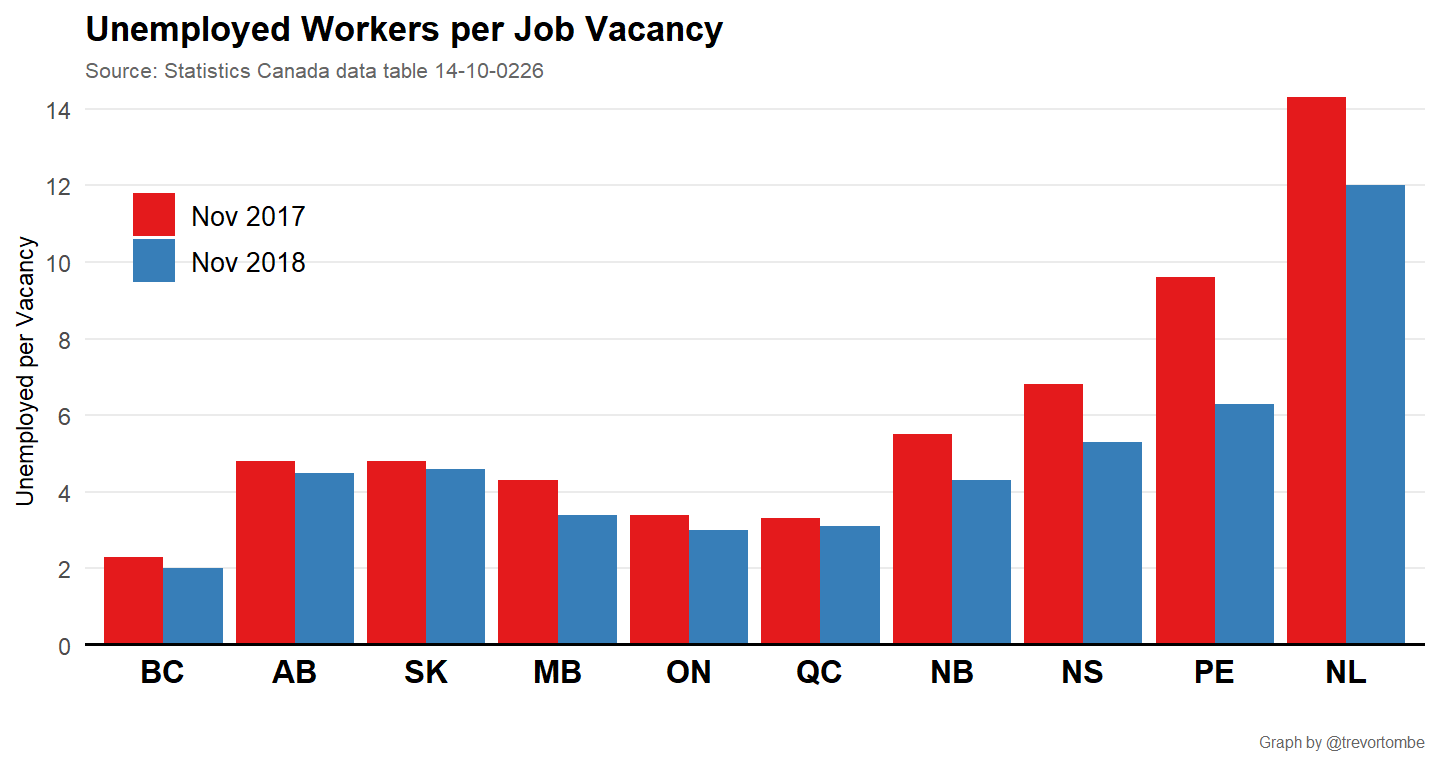 Unemployed Workers per Job Vacancy
Source: Statistics Canada data table 14-10-0226
Unemployed per Vacancy
14
12
10
8
6
4
2
0
Nov 2017
Nov 2018
BC AB SK MB ON QC NB NS PE NL
Graph by @trevortombe